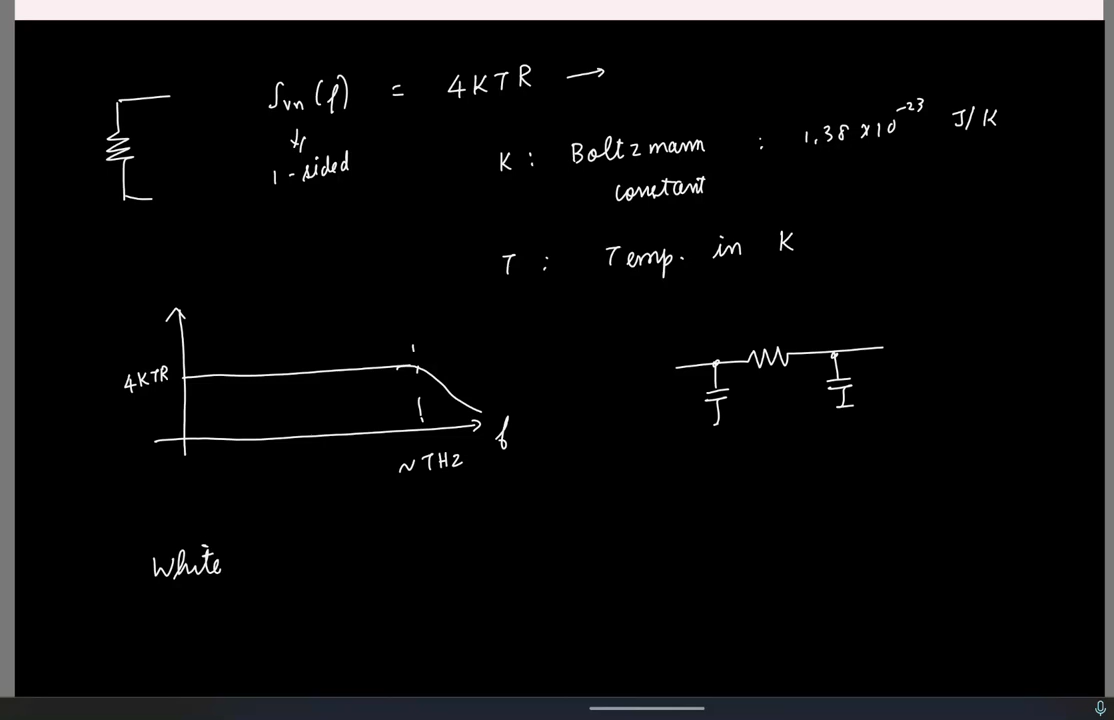 Svn(f) = 4KTR →
↓
1-sided
K : Boltzmann : 1.38 × 10^-23 J/K
constant
T : Temp. in K
4KTR
f
~ THz
White